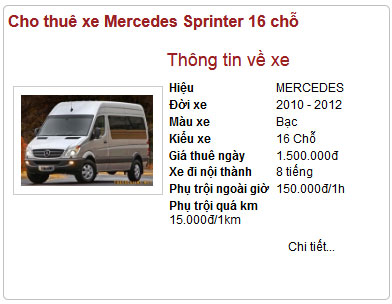 Cho thuê xe Mercedes Sprinter 16 chỗ
Thông tin về xe
Hiệu MERCEDES
Đời xe 2010 - 2012
Màu xe Bạc
Kiểu xe 16 Chỗ
Giá thuê ngày 1.500.000đ
Xe đi nội thành 8 tiếng
Phụ trội ngoài giờ 150.000đ/1h
Phụ trội quá km
15.000đ/1km
Chi tiết...